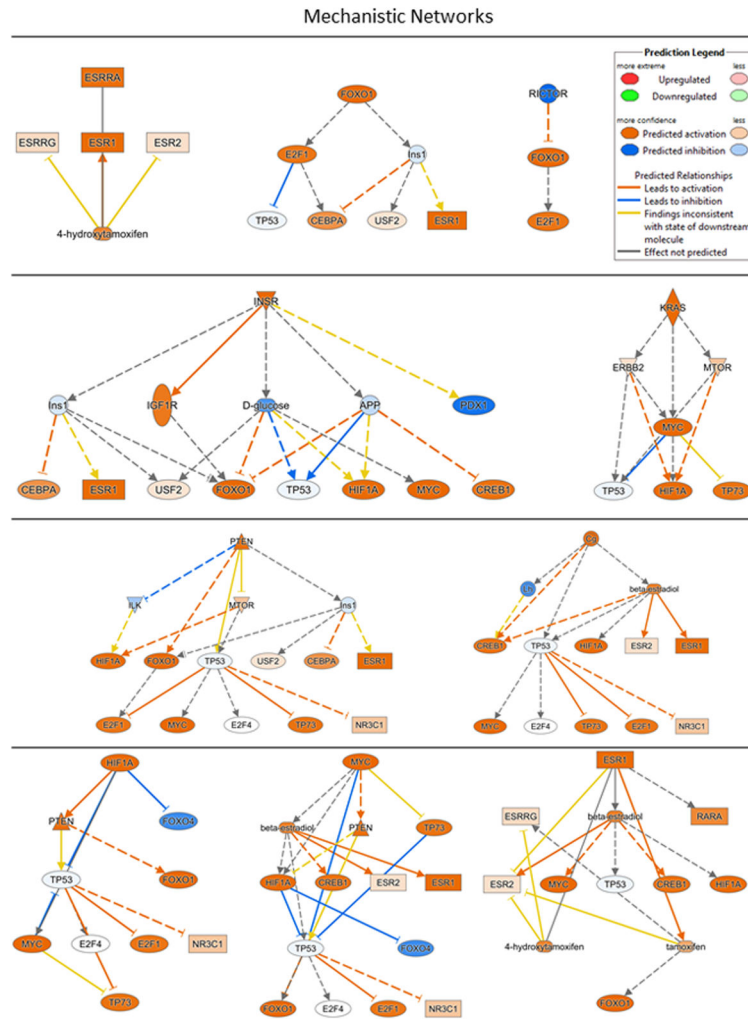 Mechanistic Networks
ESRRA
ESRRG
ESR1
ESR2
4-hydroxytamoxifen
FOXO1
E2F1
Ins1
TP53
CEBPA
USF2
ESR1
RICTOR
FOXO1
E2F1
Prediction Legend
more extreme
less
Upregulated
Downregulated
more confidence
less
Predicted activation
Predicted inhibition
Predicted Relationships
Leads to activation
Leads to inhibition
Findings inconsistent
with state of downstream
molecule
Effect not predicted
INSR
Ins1
IGF1R
D-glucose
APP
PDX1
CEBPA
ESR1
USF2
FOXO1
TP53
HIF1A
MYC
CREB1
KRAS
ERBB2
MTOR
MYC
TP53
HIF1A
TP73
PTEN
ILK
MTOR
Ins1
HIF1A
FOXO1
TP53
USF2
CEBPA
ESR1
E2F1
MYC
E2F4
TP73
NR3C1
Cg
Lh
beta-estradiol
CREB1
TP53
HIF1A
ESR2
ESR1
MYC
E2F4
TP73
E2F1
NR3C1
HIF1A
PTEN
FOXO4
TP53
FOXO1
MYC
E2F4
E2F1
NR3C1
TP73
MYC
beta-estradiol
PTEN
TP73
HIF1A
CREB1
ESR2
ESR1
TP53
FOXO4
FOXO1
E2F4
E2F1
NR3C1
ESR1
ESRRG
beta-estradiol
RARA
ESR2
MYC
TP53
CREB1
HIF1A
4-hydroxytamoxifen
tamoxifen
FOXO1